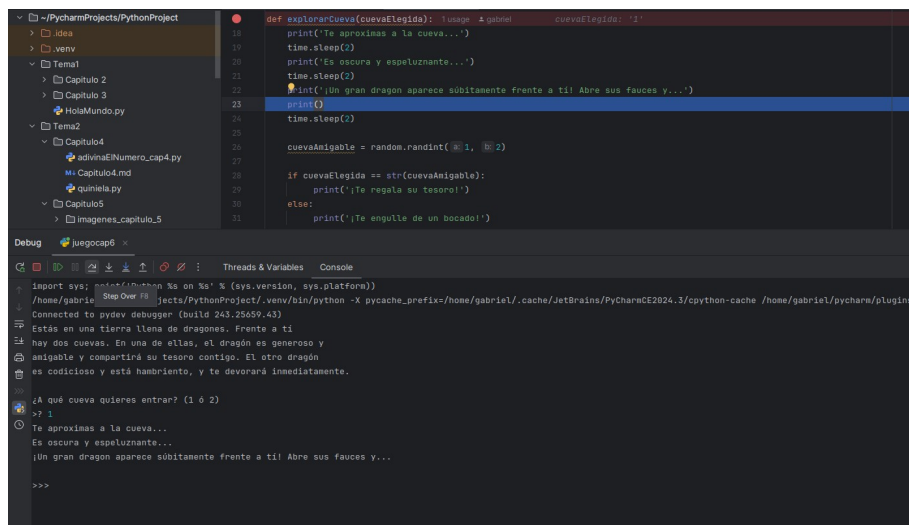 ~/PycharmProjects/PythonProject
.idea
.venv
Tema1
Capitulo 2
Capitulo 3
HolaMundo.py
Tema2
Capitulo4
adivinaElNumero_cap4.py
Capitulo4.md
quiniela.py
Capitulo5
imagenes_capitulo_5
def explorarCueva(cuevaElegida): 1 usage gabriel cuevaElegida: '1'
18 print('Te aproximas a la cueva...')
19 time.sleep(2)
20 print('Es oscura y espeluznante...')
21 time.sleep(2)
22 print('¡Un gran dragon aparece súbitamente frente a tí! Abre sus fauces y...')
23 print()
24 time.sleep(2)
25
26 cuevaAmigable = random.randint( a: 1, b: 2)
27
28 if cuevaElegida == str(cuevaAmigable):
29 print('¡Te regala su tesoro!')
30 else:
31 print('¡Te engulle de un bocado!')
Debug juegocap6
Threads & Variables Console
import sys; print('Python %s on %s' % (sys.version, sys.platform))
Step Over F8
/home/gabrie jects/PythonProject/.venv/bin/python -X pycache_prefix=/home/gabriel/.cache/JetBrains/PyCharmCE2024.3/cpython-cache /home/gabriel/pycharm/plugins
Connected to pydev debugger (build 243.25659.43)
Estás en una tierra llena de dragones. Frente a tí
hay dos cuevas. En una de ellas, el dragón es generoso y
amigable y compartirá su tesoro contigo. El otro dragón
es codicioso y está hambriento, y te devorará inmediatamente.
¿A qué cueva quieres entrar? (1 ó 2)
>? 1
Te aproximas a la cueva...
Es oscura y espeluznante...
¡Un gran dragon aparece súbitamente frente a tí! Abre sus fauces y...
>>>